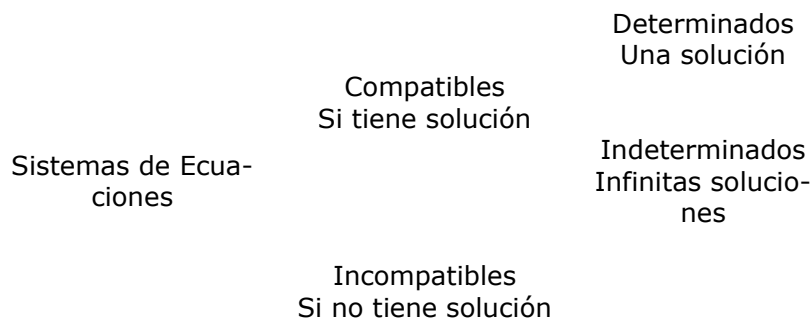 Determinados
Una solución
Compatibles
Si tiene solución
Sistemas de Ecua-
ciones
Indeterminados
Infinitas solucio-
nes
Incompatibles
Si no tiene solución